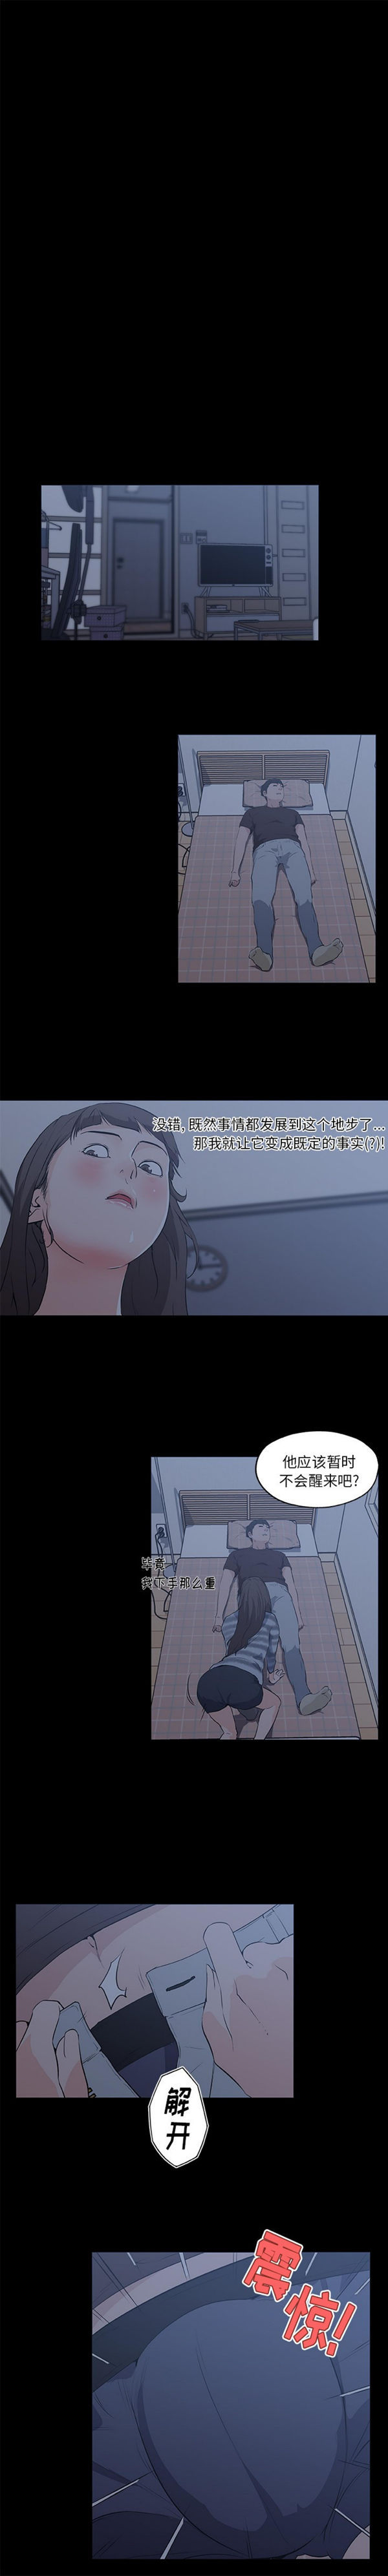 没错, 既然事情都发展到这个地步了...
那我就让它变成既定的事实(?)!
他应该暂时
不会醒来吧?
毕竟
我下手那么重
解开
震惊!